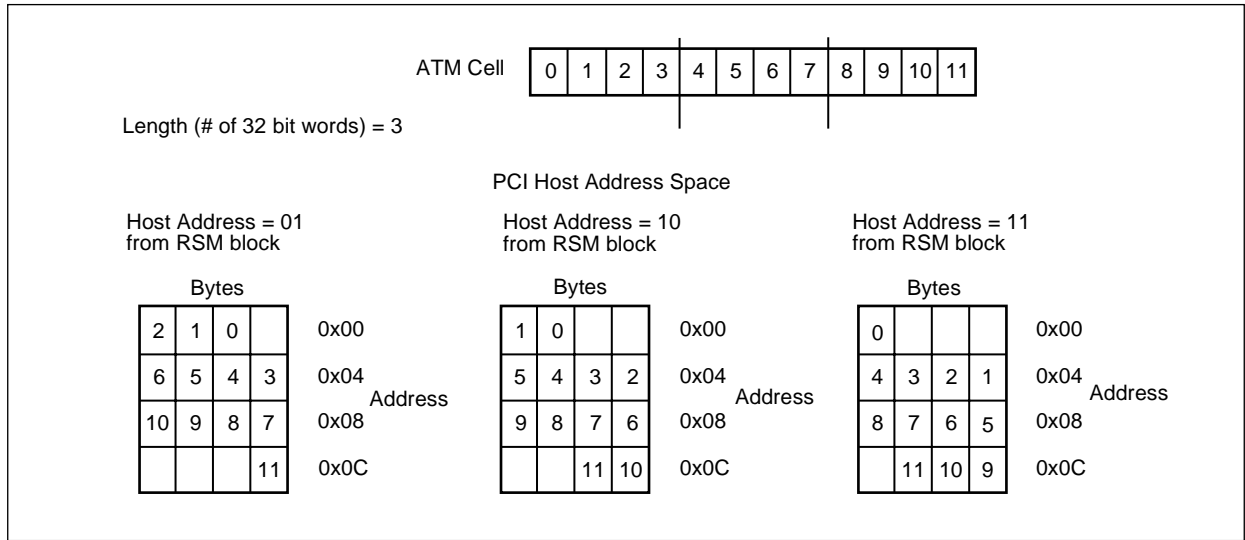 ATM Cell 0 1 2 3 4 5 6 7 8 9 10 11
Length (# of 32 bit words) = 3
PCI Host Address Space
Host Address = 01
from RSM block
Bytes
2 1 0 0x00
6 5 4 3 0x04
Address
10 9 8 7 0x08
11 0x0C
Host Address = 10
from RSM block
Bytes
1 0 0x00
5 4 3 2 0x04
Address
9 8 7 6 0x08
11 10 0x0C
Host Address = 11
from RSM block
Bytes
0 0x00
4 3 2 1 0x04
Address
8 7 6 5 0x08
11 10 9 0x0C